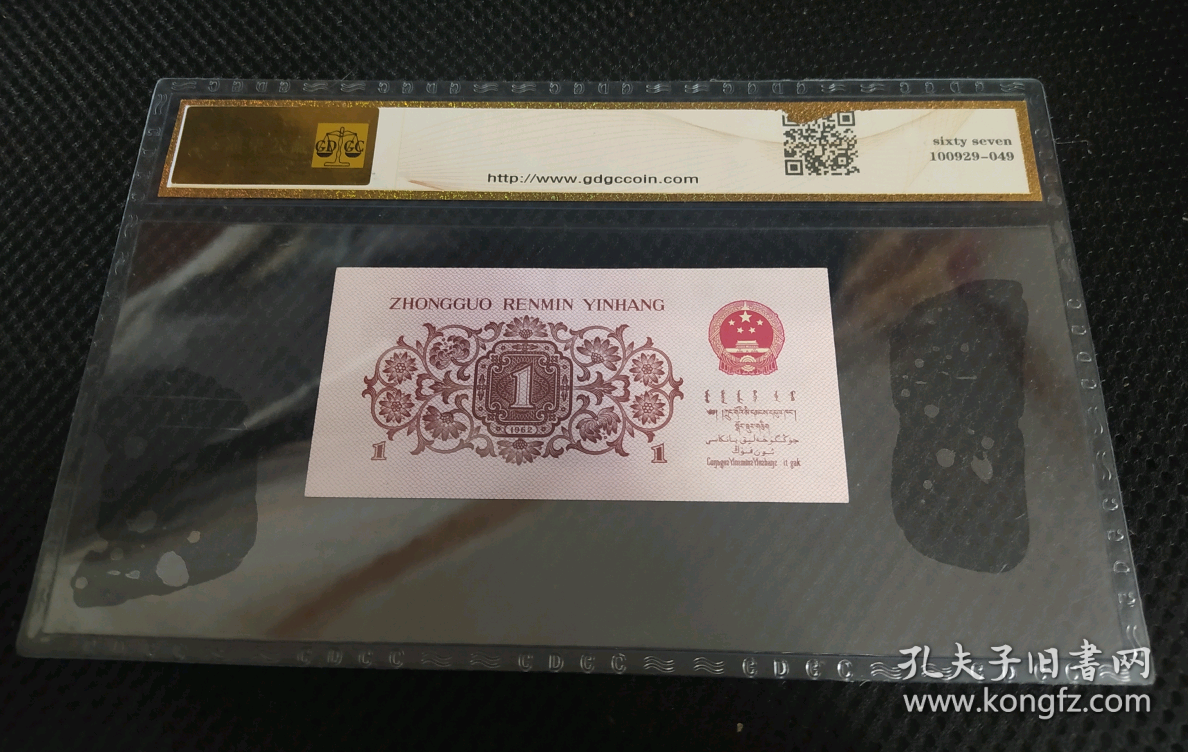 GDGC
http://www.gdgccoin.com
sixty seven
100929-049
ZHONGGUO RENMIN YINHANG
1
1962
1
1
GDGC
孔夫子旧書网
www.kongfz.com